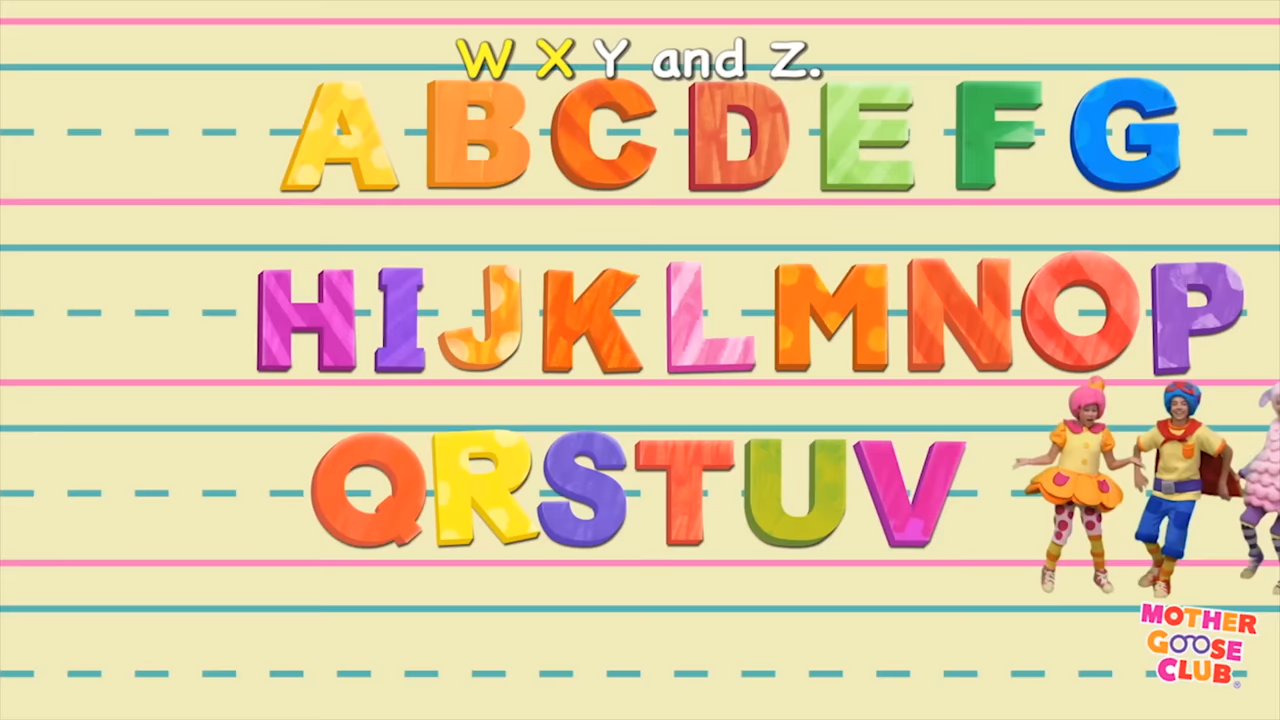 W X Y and Z.
A B C D E F G
H I J K L M N O P
Q R S T U V
MOTHER
GOOSE
CLUB®